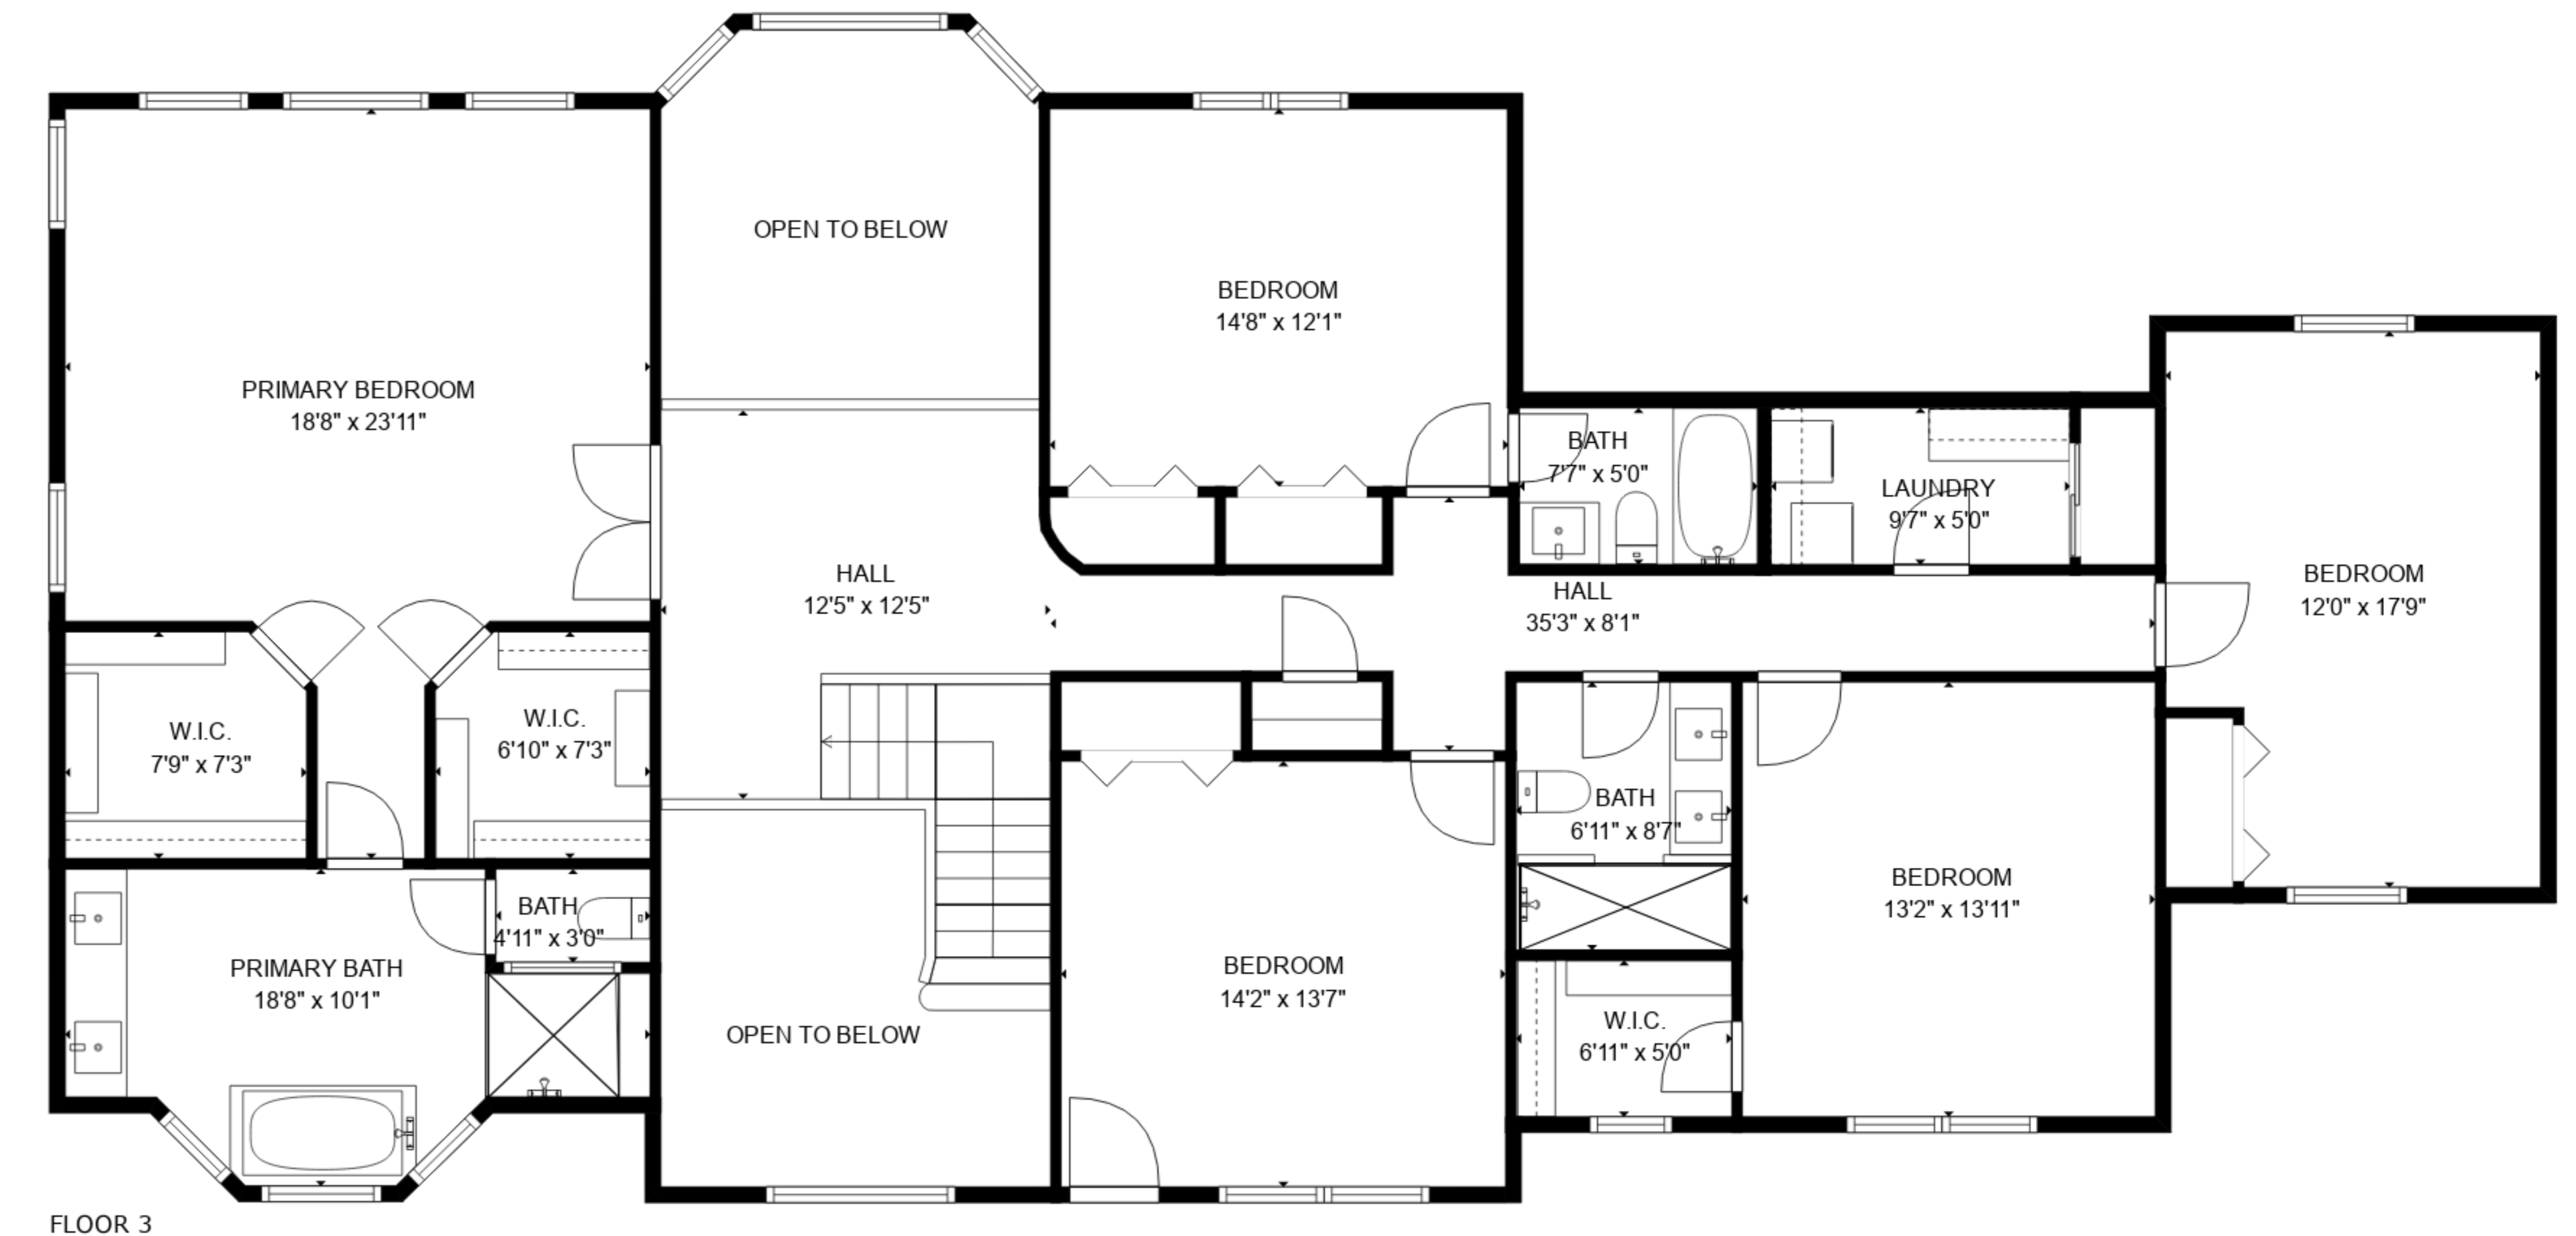 OPEN TO BELOW
BEDROOM
14'8" x 12'1"
PRIMARY BEDROOM
18'8" x 23'11"
BATH
7'7" x 5'0"
LAUNDRY
9'7" x 5'0"
HALL
12'5" x 12'5"
HALL
35'3" x 8'1"
BEDROOM
12'0" x 17'9"
W.I.C.
7'9" x 7'3"
W.I.C.
6'10" x 7'3"
BATH
6'11" x 8'7"
BEDROOM
13'2" x 13'11"
BATH
4'11" x 3'0"
PRIMARY BATH
18'8" x 10'1"
BEDROOM
14'2" x 13'7"
OPEN TO BELOW
W.I.C.
6'11" x 5'0"
FLOOR 3